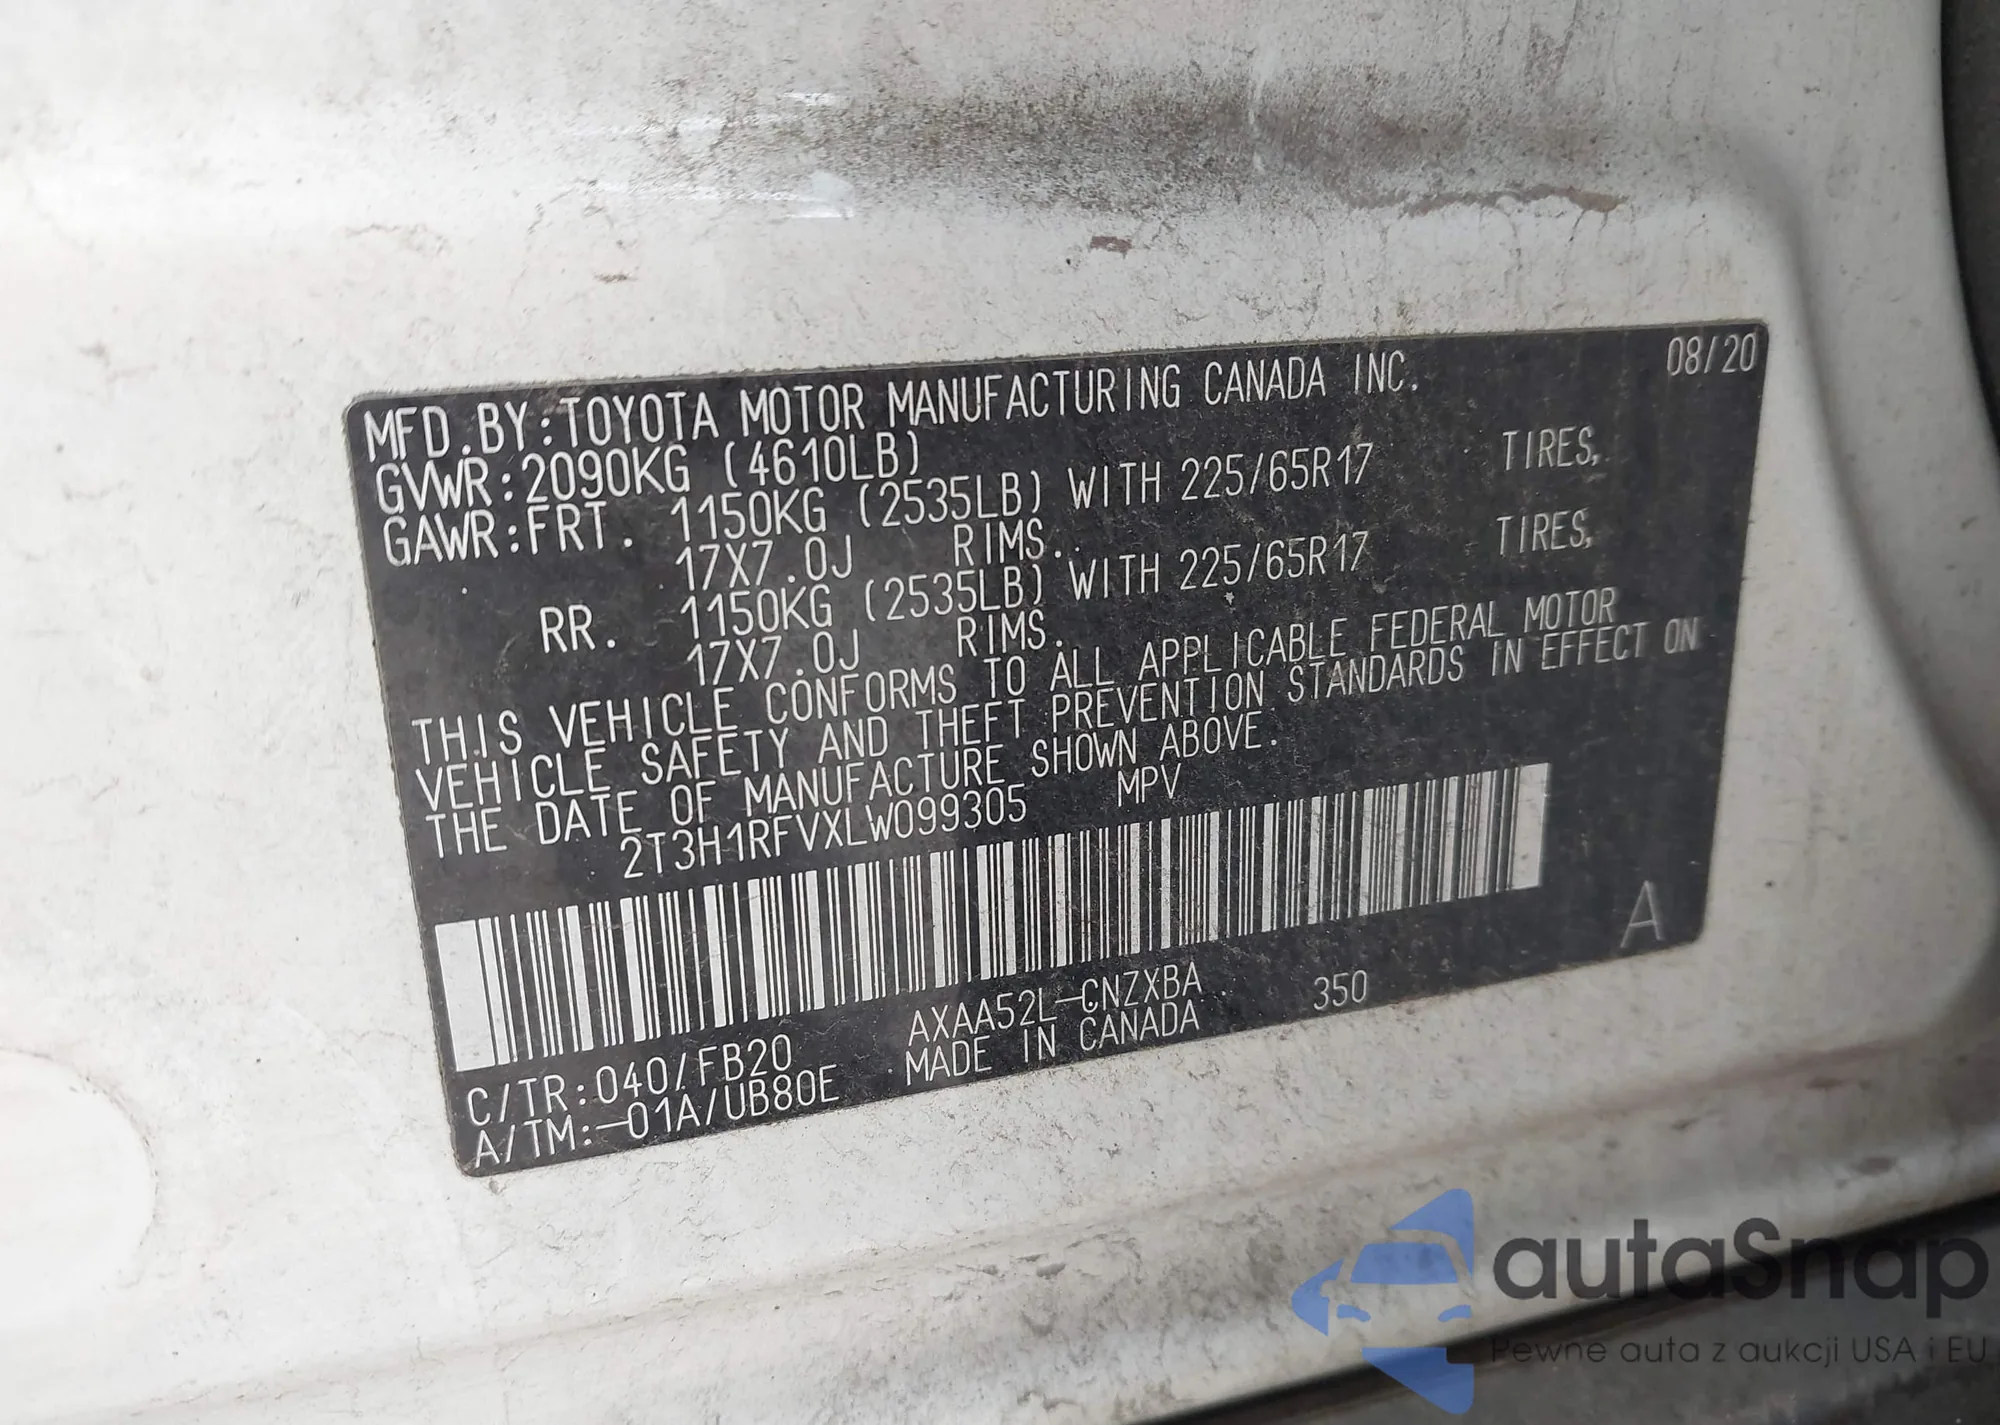 MFD.BY:TOYOTA MOTOR MANUFACTURING CANADA INC. 08/20
GVWR:2090KG (4610LB)
GAWR:FRT. 1150KG (2535LB) WITH 225/65R17 TIRES,
17X7.0J RIMS.
RR. 1150KG (2535LB) WITH 225/65R17 TIRES,
17X7.0J RIMS.
THIS VEHICLE CONFORMS TO ALL APPLICABLE FEDERAL MOTOR
VEHICLE SAFETY AND THEFT PREVENTION STANDARDS IN EFFECT ON
THE DATE OF MANUFACTURE SHOWN ABOVE.
2T3H1RFVXLW099305 MPV
A
AXAA52L-CNZXBA 350
C/TR:040/FB20 MADE IN CANADA
A/TM:-01A/UB80E
autaSnap
Pewne auta z aukcji USA i EU